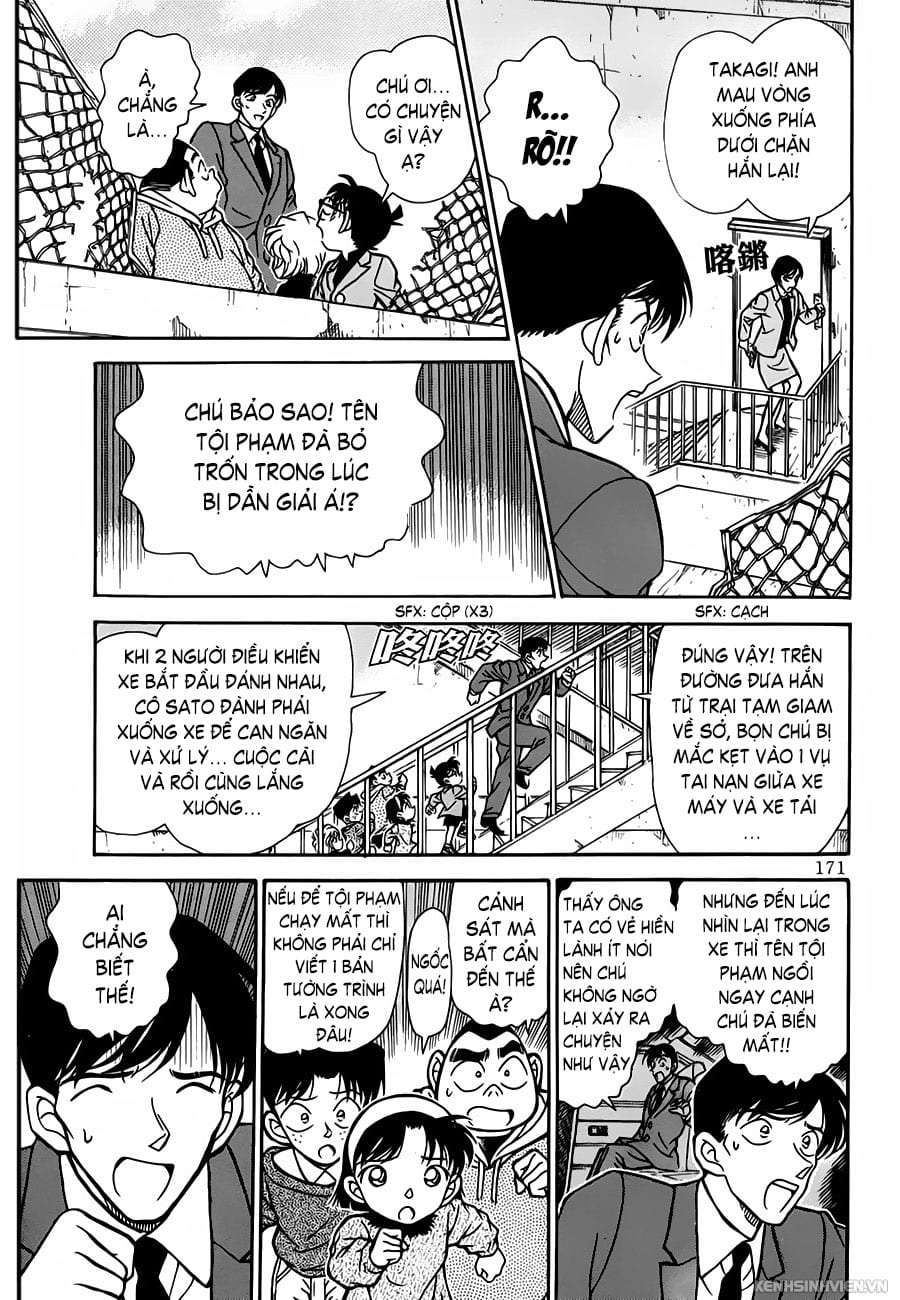 TAKAGI! ANH
MAU VÒNG
XUỐNG PHÍA
DƯỚI CHẶN
HẮN LẠI!
R...
RÕ!!
喀鏘
CHÚ ƠI...
CÓ CHUYỆN
GÌ VẬY
Ạ?
À,
CHẲNG
LÀ...
CHÚ BẢO SAO! TÊN
TỘI PHẠM ĐÃ BỎ
TRỐN TRONG LÚC
BỊ DẪN GIẢI Á!?
SFX: CỘP (X3)
SFX: CẠCH
ĐÚNG VẬY! TRÊN
ĐƯỜNG ĐƯA HẮN
TỪ TRẠI TẠM GIAM
VỀ SỞ, BỌN CHÚ BỊ
MẮC KẸT VÀO 1 VỤ
TAI NẠN GIỮA XE
MÁY VÀ XE TẢI
...
咚咚咚
KHI 2 NGƯỜI ĐIỀU KHIỂN
XE BẮT ĐẦU ĐÁNH NHAU,
CÔ SATO ĐÀNH PHẢI
XUỐNG XE ĐỂ CAN NGĂN
VÀ XỬ LÝ... CUỘC CÃI
VÃ RỒI CŨNG LẮNG
XUỐNG...
171
NHƯNG ĐẾN LÚC
NHÌN LẠI TRONG
XE THÌ TÊN TỘI
PHẠM NGỒI
NGAY CẠNH
CHÚ ĐÃ BIẾN
MẤT!!
THẤY ÔNG
TA CÓ VẺ HIỀN
LÀNH ÍT NÓI
NÊN CHÚ
KHÔNG NGỜ
LẠI XẢY RA
CHUYỆN
NHƯ VẬY
CẢNH
SÁT MÀ
BẤT CẨN
ĐẾN THẾ
À?
NGỐC
QUÁ!
NẾU ĐỂ TỘI PHẠM
CHẠY MẤT THÌ
KHÔNG PHẢI CHỈ
VIẾT 1 BẢN
TƯỜNG TRÌNH
LÀ XONG
ĐÂU!
AI
CHẲNG
BIẾT
THẾ!
KENHSINHVIEN.VN